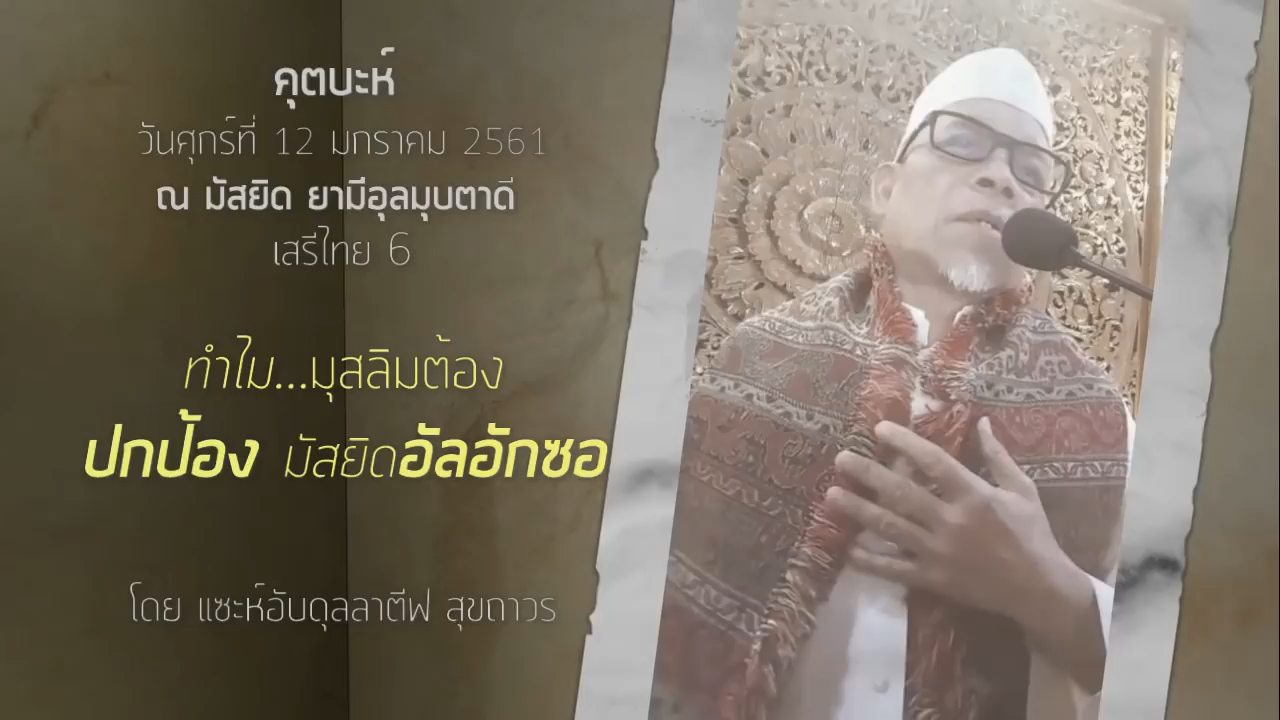 คุตบะห์
วันศุกร์ที่ 12 มกราคม 2561
ณ มัสยิด ยามีอุลมุบตาดี
เสรีไทย 6
ทำไม...มุสลิมต้อง
ปกป้อง มัสยิดอัลอักซอ
โดย แซะห์อับดุลลาตีฟ สุขถาวร